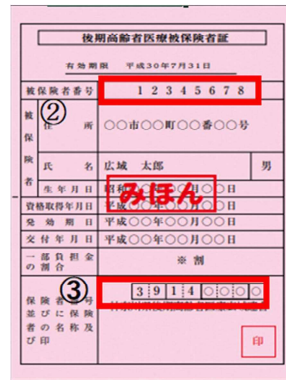 後期高齢者医療被保険者証
有効期限 平成30年7月31日
被保険者番号 12345678
②
被保険者
住所 ○○市○○町○○番○○号
氏名 広域 太郎 男
生年月日 昭和○○年○○月○○日
みほん
資格取得年月日 平成○○年○○月○○日
発効期日 平成○○年○○月○○日
交付年月日 平成○○年○○月○○日
一部負担金の割合 ※ 割
③
保険者番号並びに保険者の名称及び印
3914○○○○
印